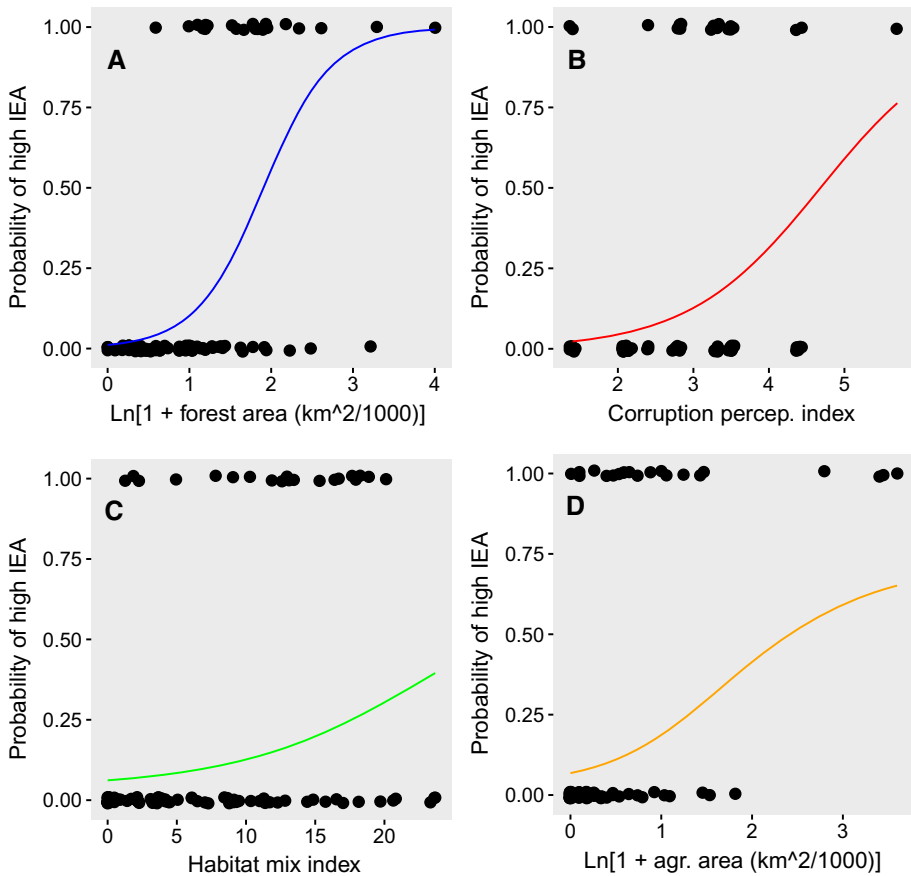 A
Probability of high IEA
1.00
0.75
0.50
0.25
0.00
0 1 2 3 4
Ln[1 + forest area (km^2/1000)]
B
Probability of high IEA
1.00
0.75
0.50
0.25
0.00
2 3 4 5
Corruption percep. index
C
Probability of high IEA
1.00
0.75
0.50
0.25
0.00
0 5 10 15 20
Habitat mix index
D
Probability of high IEA
1.00
0.75
0.50
0.25
0.00
0 1 2 3
Ln[1 + agr. area (km^2/1000)]